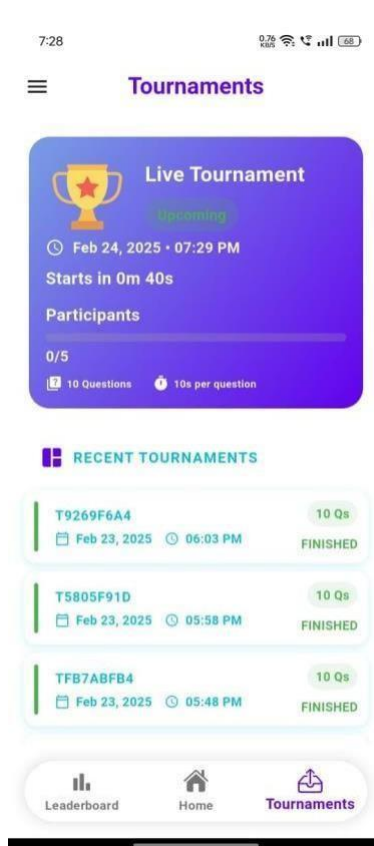 7:28
0.76 KB/S 68
Tournaments
Live Tournament
Upcoming
Feb 24, 2025 • 07:29 PM
Starts in 0m 40s
Participants
0/5
10 Questions 10s per question
RECENT TOURNAMENTS
T9269F6A4 10 Qs
Feb 23, 2025 06:03 PM FINISHED
T5805F91D 10 Qs
Feb 23, 2025 05:58 PM FINISHED
TFB7ABFB4 10 Qs
Feb 23, 2025 05:48 PM FINISHED
Leaderboard Home Tournaments